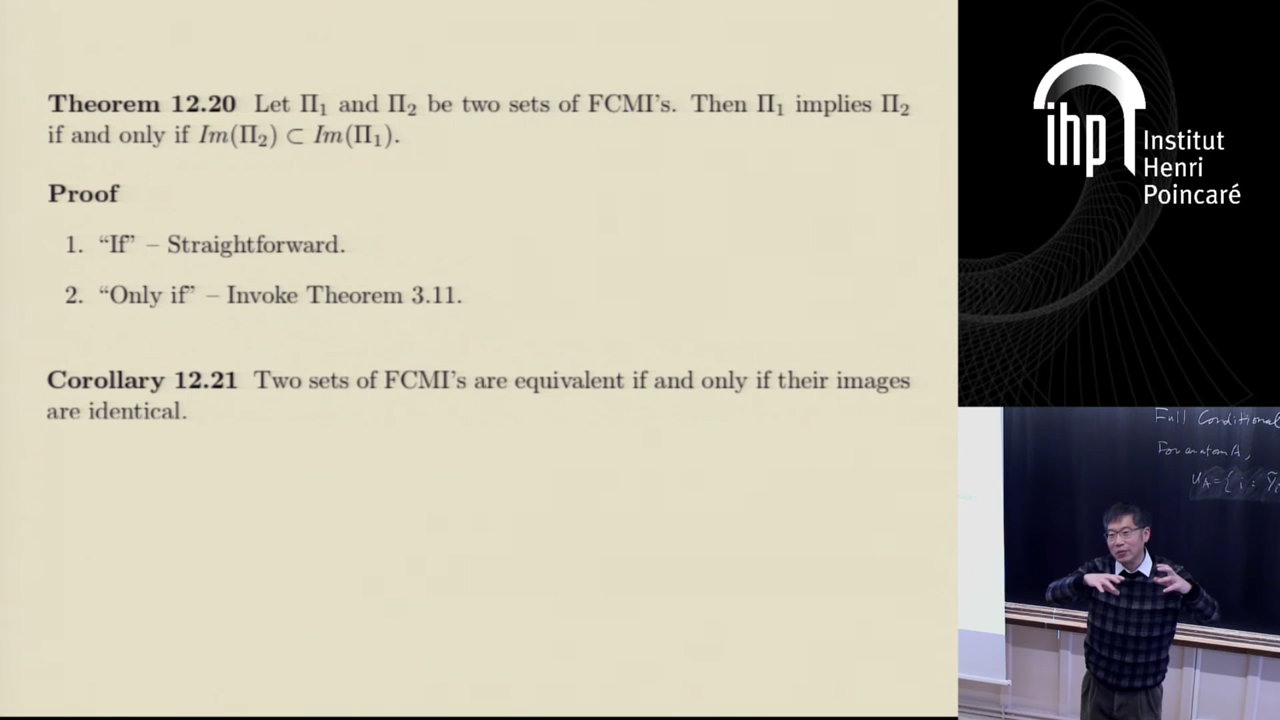 Theorem 12.20 Let Π₁ and Π₂ be two sets of FCMI's. Then Π₁ implies Π₂
if and only if Im(Π₂) ⊂ Im(Π₁).
Proof
1. “If” – Straightforward.
2. “Only if” – Invoke Theorem 3.11.
Corollary 12.21 Two sets of FCMI's are equivalent if and only if their images
are identical.
ihp
Institut
Henri
Poincaré
Full Conditional
For an atom A,
U_A = { i :